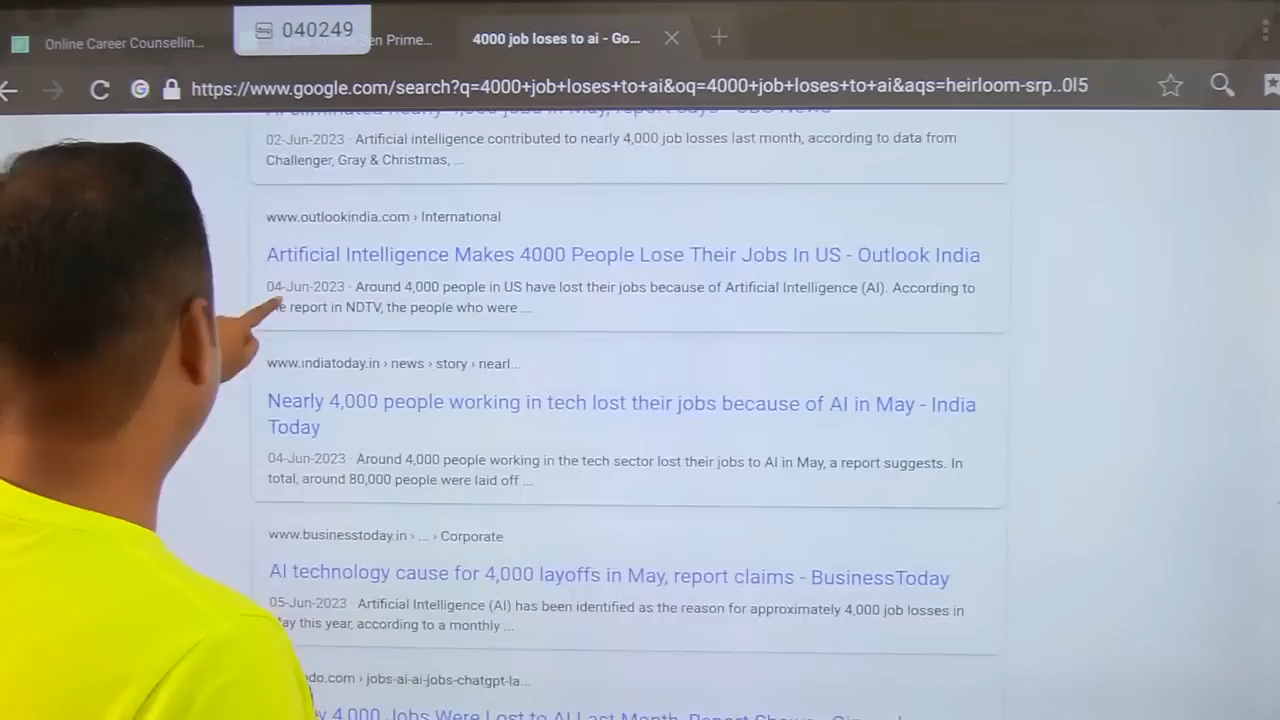 040249
Online Career Counsellin...
Sen Prime...
4000 job loses to ai - Go...
https://www.google.com/search?q=4000+job+loses+to+ai&oq=4000+job+loses+to+ai&aqs=heirloom-srp..0l5
02-Jun-2023 · Artificial intelligence contributed to nearly 4,000 job losses last month, according to data from
Challenger, Gray & Christmas, ...
www.outlookindia.com › International
Artificial Intelligence Makes 4000 People Lose Their Jobs In US - Outlook India
04-Jun-2023 · Around 4,000 people in US have lost their jobs because of Artificial Intelligence (AI). According to
report in NDTV, the people who were ...
www.indiatoday.in › news › story › nearl...
Nearly 4,000 people working in tech lost their jobs because of AI in May - India
Today
04-Jun-2023 · Around 4,000 people working in the tech sector lost their jobs to AI in May, a report suggests. In
total, around 80,000 people were laid off ...
www.businesstoday.in › ... › Corporate
AI technology cause for 4,000 layoffs in May, report claims - BusinessToday
05-Jun-2023 · Artificial Intelligence (AI) has been identified as the reason for approximately 4,000 job losses in
May this year, according to a monthly ...
do.com › jobs-ai-ai-jobs-chatgpt-la...
4,000 Jobs Were Lost to AI Last Month, Report Shows